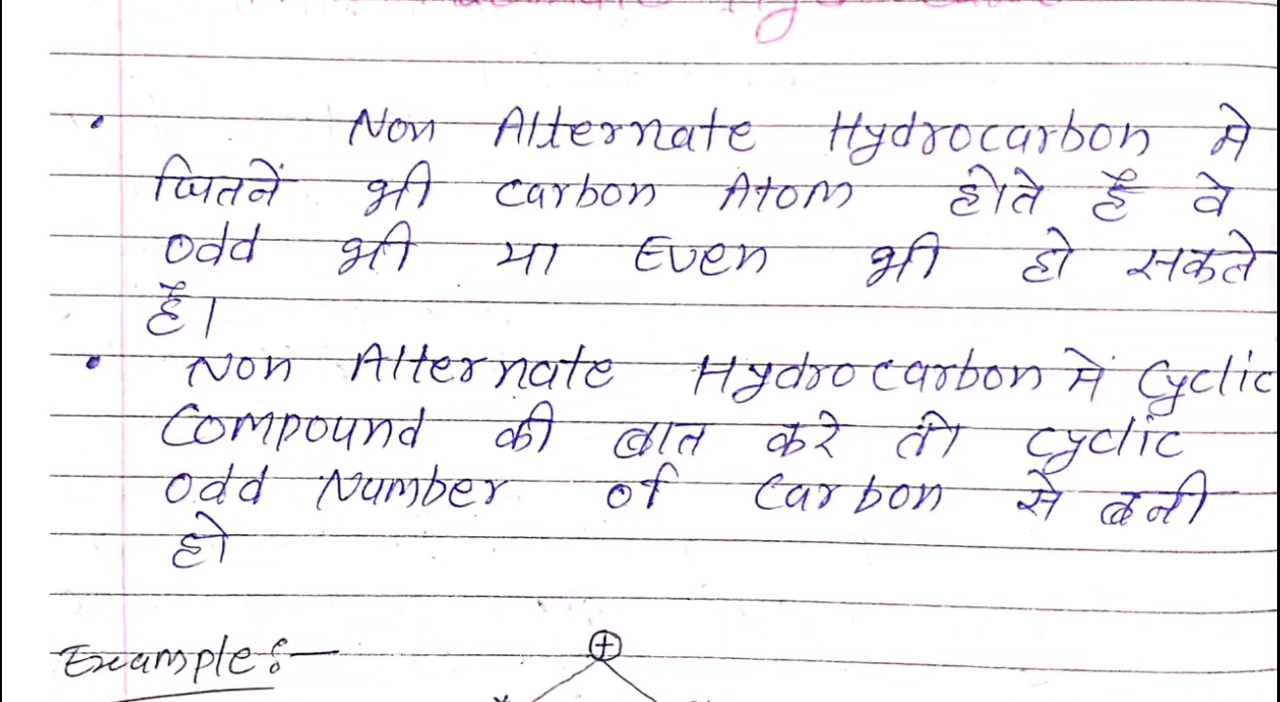 • Non Alternate Hydrocarbon मे
जितनें भी carbon Atom होते हैं वे
odd भी या Even भी हो सकते
हैं।
• Non Alternate Hydrocarbon में Cyclic
Compound की बात करे तो cyclic
odd Number of Carbon से बनी
हो
Example:-
+